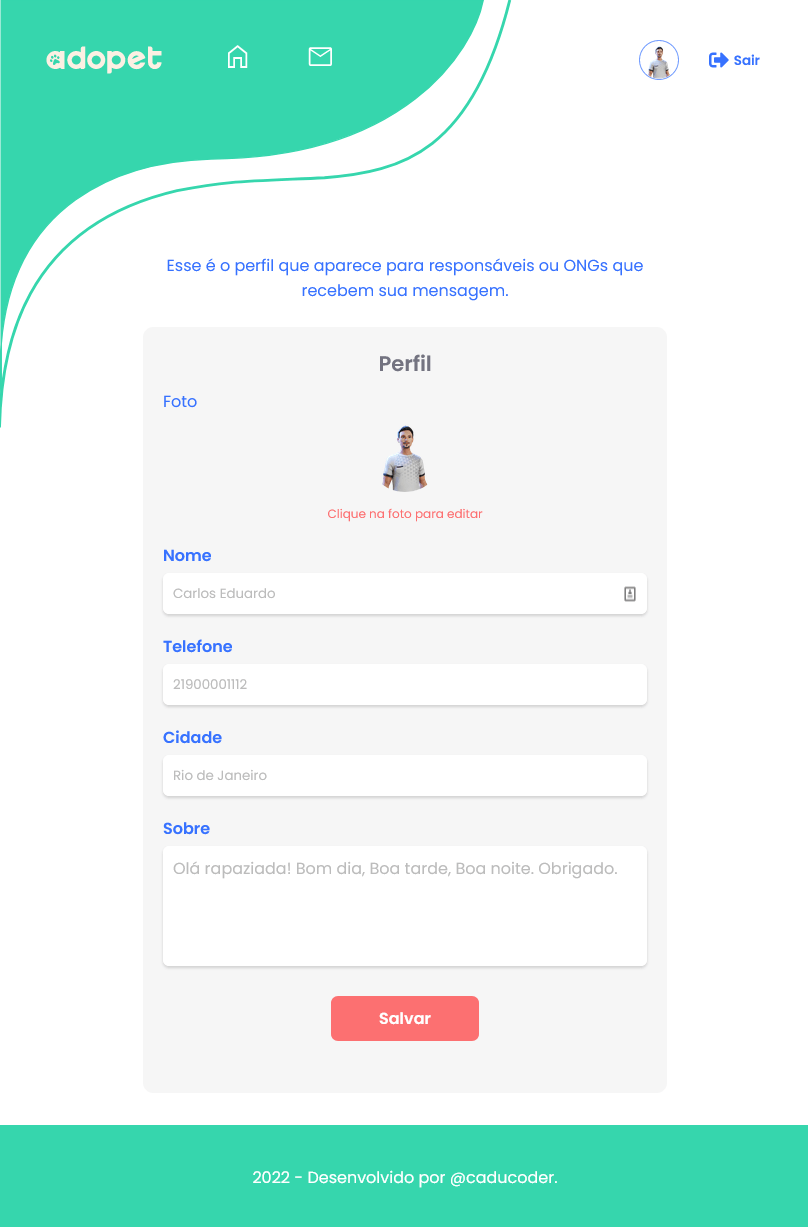 adopet
Sair
Esse é o perfil que aparece para responsáveis ou ONGs que
recebem sua mensagem.
Perfil
Foto
Clique na foto para editar
Nome
Carlos Eduardo
Telefone
21900001112
Cidade
Rio de Janeiro
Sobre
Olá rapaziada! Bom dia, Boa tarde, Boa noite. Obrigado.
Salvar
2022 - Desenvolvido por @caducoder.